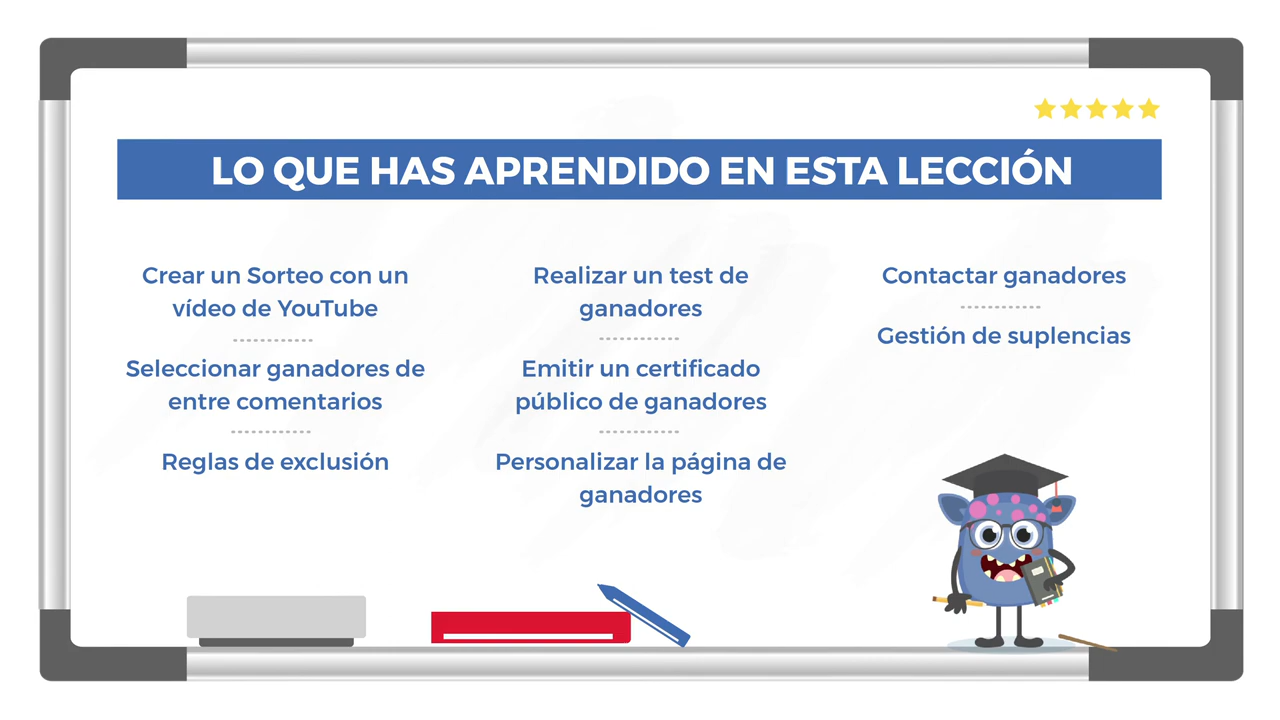 LO QUE HAS APRENDIDO EN ESTA LECCIÓN
Crear un Sorteo con un
vídeo de YouTube
Seleccionar ganadores de
entre comentarios
Reglas de exclusión
Realizar un test de
ganadores
Emitir un certificado
público de ganadores
Personalizar la página de
ganadores
Contactar ganadores
Gestión de suplencias